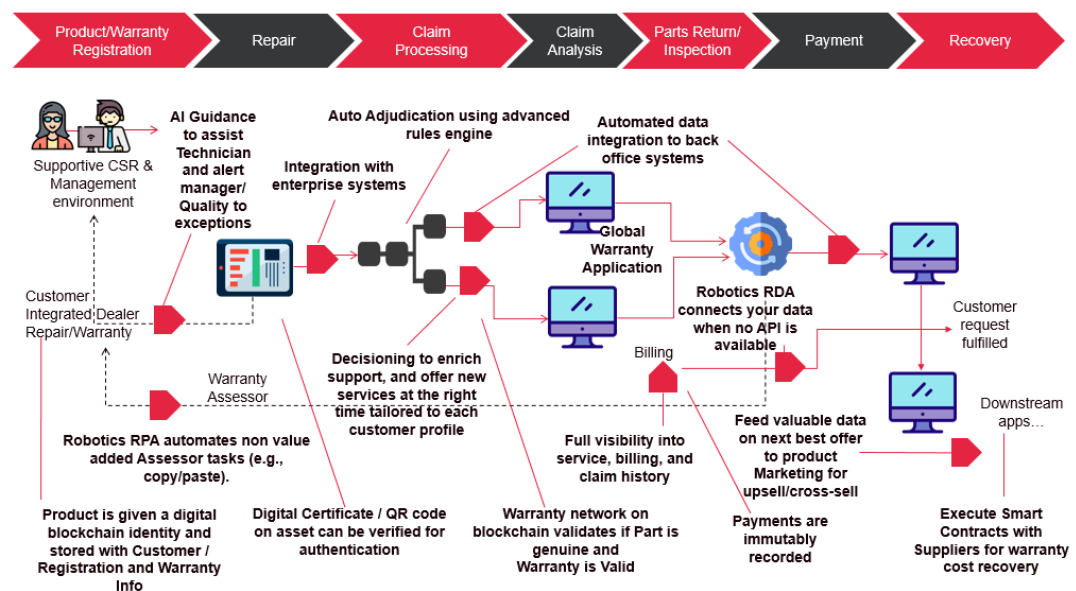 Product/Warranty
Registration
Repair
Claim
Processing
Claim
Analysis
Parts Return/
Inspection
Payment
Recovery
Supportive CSR &
Management
environment
AI Guidance
to assist
Technician
and alert
manager/
Quality to
exceptions
Integration with
enterprise systems
Auto Adjudication using advanced
rules engine
Automated data
integration to back
office systems
Global
Warranty
Application
Customer
Integrated Dealer
Repair/Warranty
Robotics RDA
connects your data
when no API is
available
Customer
request
fulfilled
Decisioning to enrich
support, and offer new
services at the right
time tailored to each
customer profile
Billing
Warranty
Assessor
Robotics RPA automates non value
added Assessor tasks (e.g.,
copy/paste).
Full visibility into
service, billing, and
claim history
Feed valuable data
on next best offer
to product
Marketing for
upsell/cross-sell
Downstream
apps…
Product is given a digital
blockchain identity and
stored with Customer /
Registration and Warranty
Info
Digital Certificate / QR code
on asset can be verified for
authentication
Warranty network on
blockchain validates if Part is
genuine and
Warranty is Valid
Payments are
immutably
recorded
Execute Smart
Contracts with
Suppliers for warranty
cost recovery